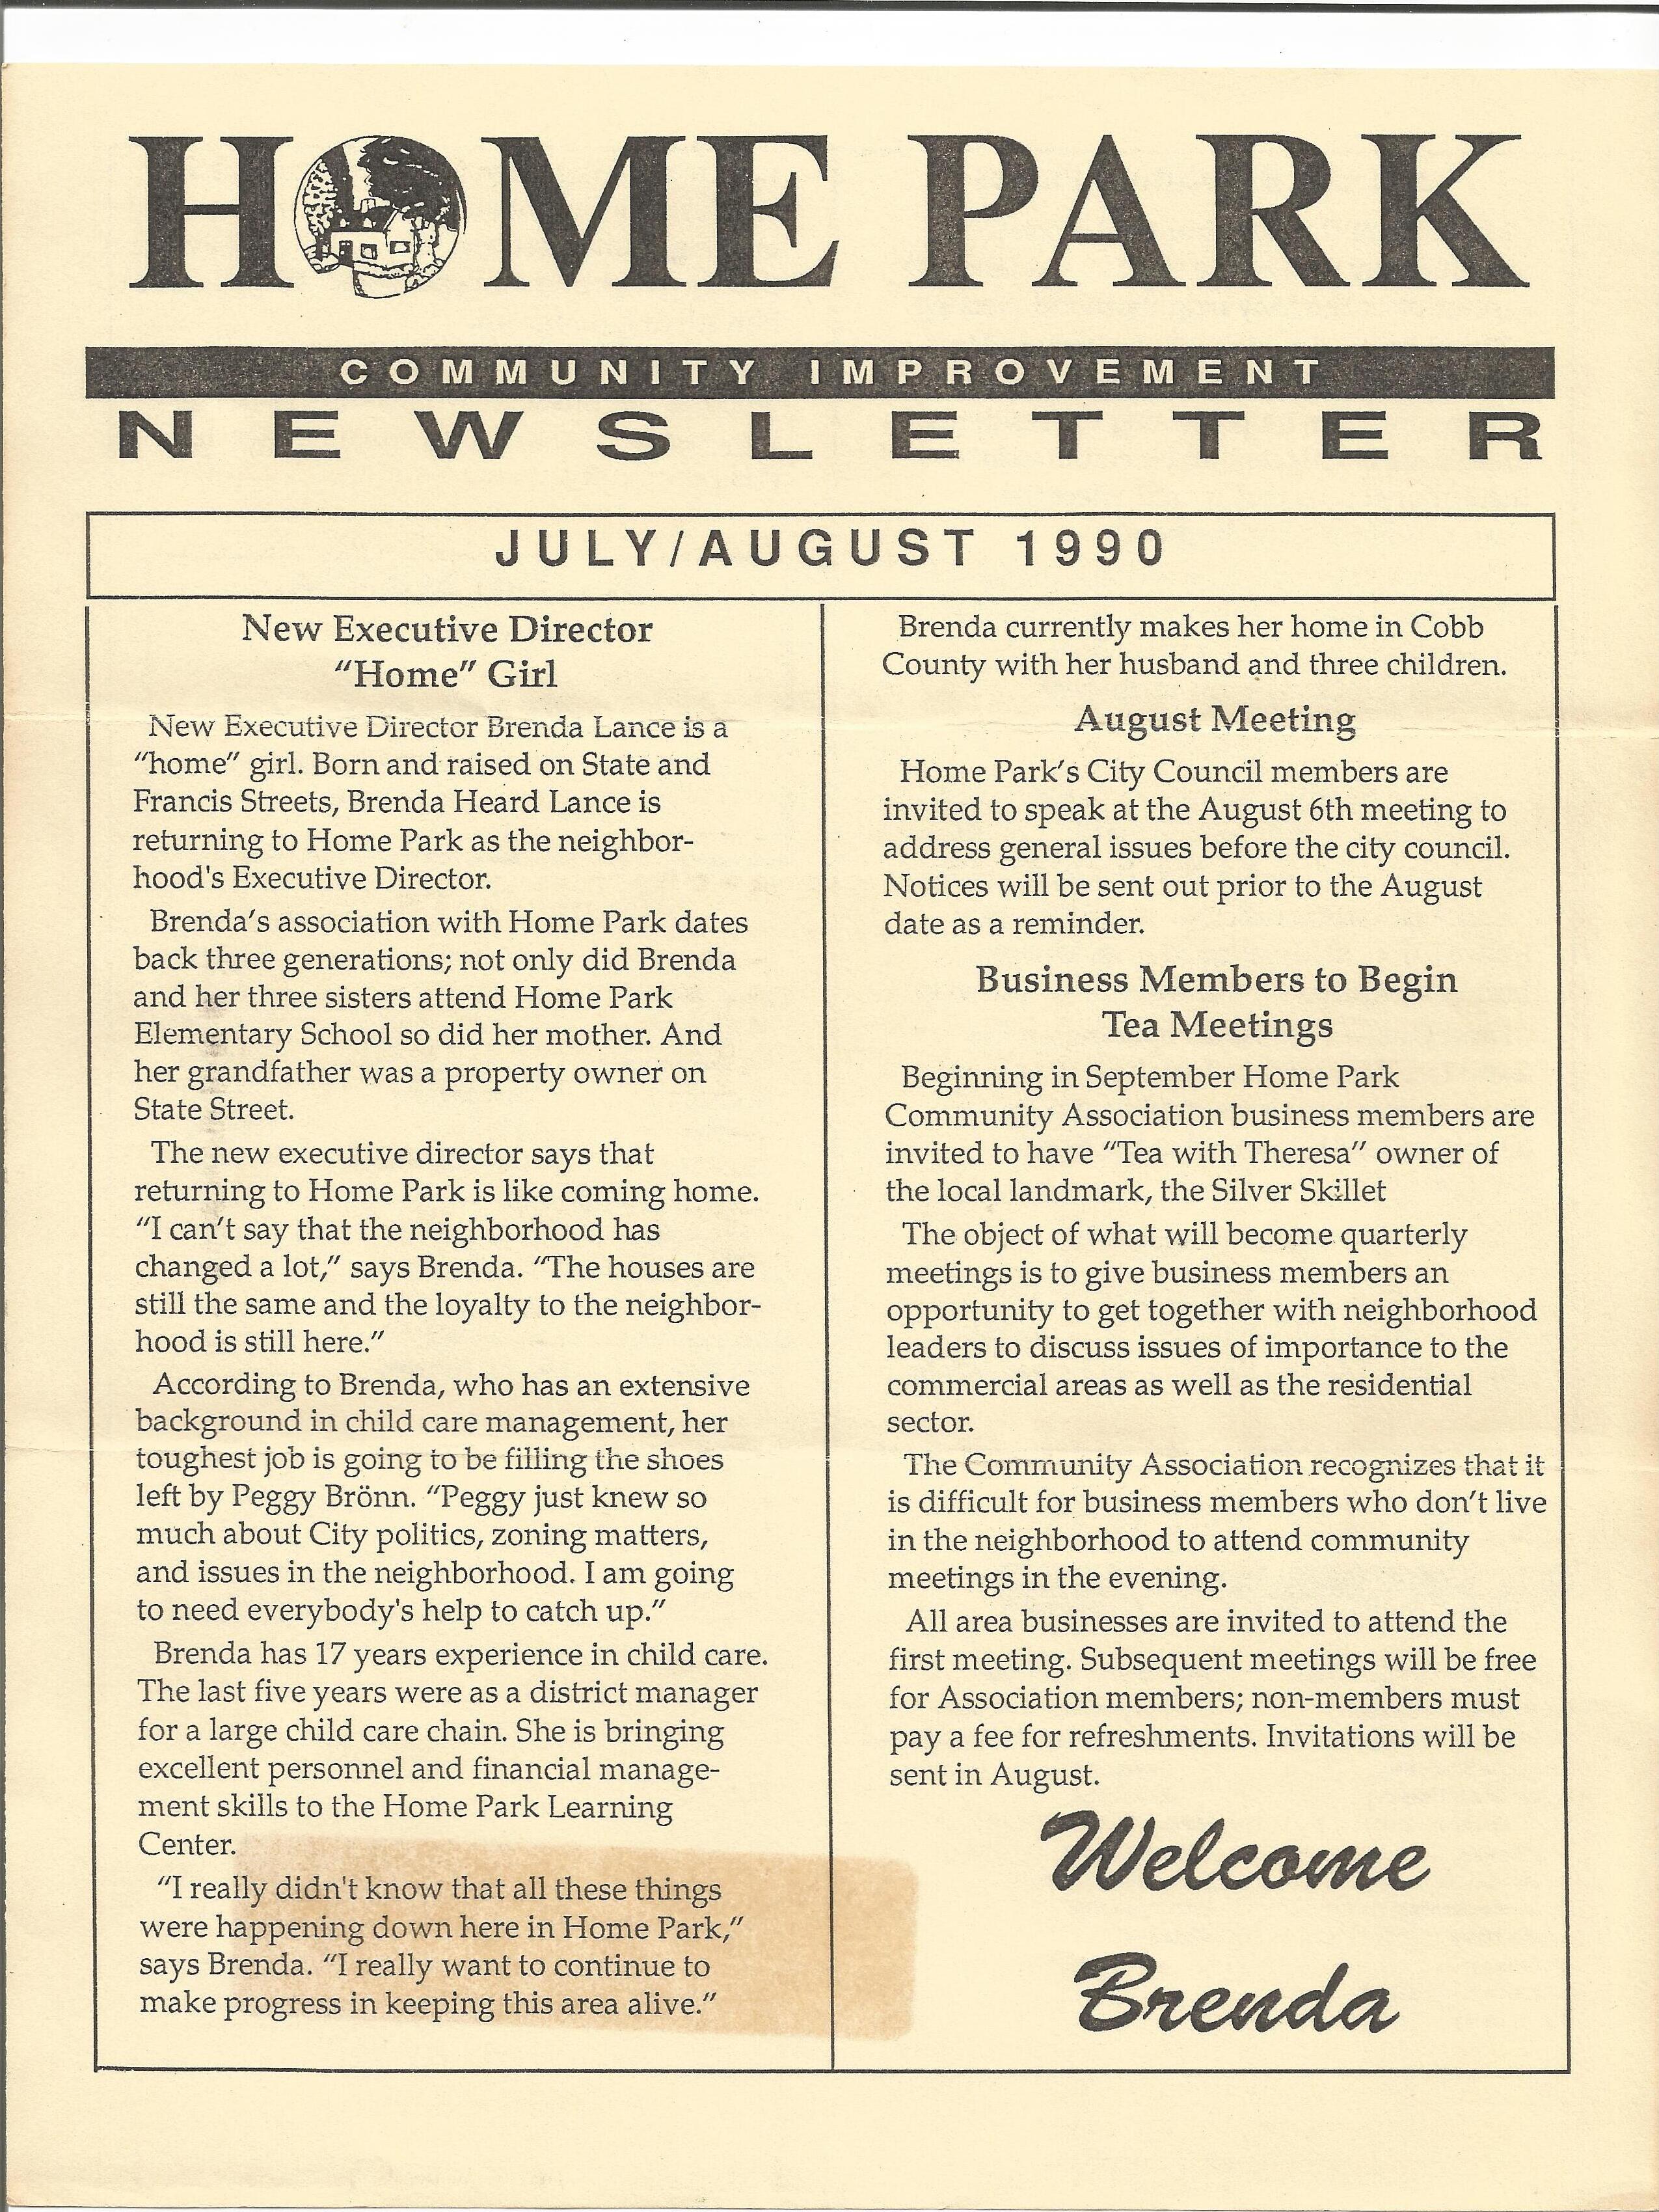 HOME PARK
COMMUNITY IMPROVEMENT
NEWSLETTER
JULY/AUGUST 1990
New Executive Director
“Home” Girl
New Executive Director Brenda Lance is a
“home” girl. Born and raised on State and
Francis Streets, Brenda Heard Lance is
returning to Home Park as the neighbor-
hood's Executive Director.
Brenda’s association with Home Park dates
back three generations; not only did Brenda
and her three sisters attend Home Park
Elementary School so did her mother. And
her grandfather was a property owner on
State Street.
The new executive director says that
returning to Home Park is like coming home.
“I can’t say that the neighborhood has
changed a lot,” says Brenda. “The houses are
still the same and the loyalty to the neighbor-
hood is still here.”
According to Brenda, who has an extensive
background in child care management, her
toughest job is going to be filling the shoes
left by Peggy Brönn. “Peggy just knew so
much about City politics, zoning matters,
and issues in the neighborhood. I am going
to need everybody's help to catch up.”
Brenda has 17 years experience in child care.
The last five years were as a district manager
for a large child care chain. She is bringing
excellent personnel and financial manage-
ment skills to the Home Park Learning
Center.
“I really didn't know that all these things
were happening down here in Home Park,”
says Brenda. “I really want to continue to
make progress in keeping this area alive.”
Brenda currently makes her home in Cobb
County with her husband and three children.
August Meeting
Home Park’s City Council members are
invited to speak at the August 6th meeting to
address general issues before the city council.
Notices will be sent out prior to the August
date as a reminder.
Business Members to Begin
Tea Meetings
Beginning in September Home Park
Community Association business members are
invited to have “Tea with Theresa” owner of
the local landmark, the Silver Skillet
The object of what will become quarterly
meetings is to give business members an
opportunity to get together with neighborhood
leaders to discuss issues of importance to the
commercial areas as well as the residential
sector.
The Community Association recognizes that it
is difficult for business members who don’t live
in the neighborhood to attend community
meetings in the evening.
All area businesses are invited to attend the
first meeting. Subsequent meetings will be free
for Association members; non-members must
pay a fee for refreshments. Invitations will be
sent in August.
Welcome
Brenda